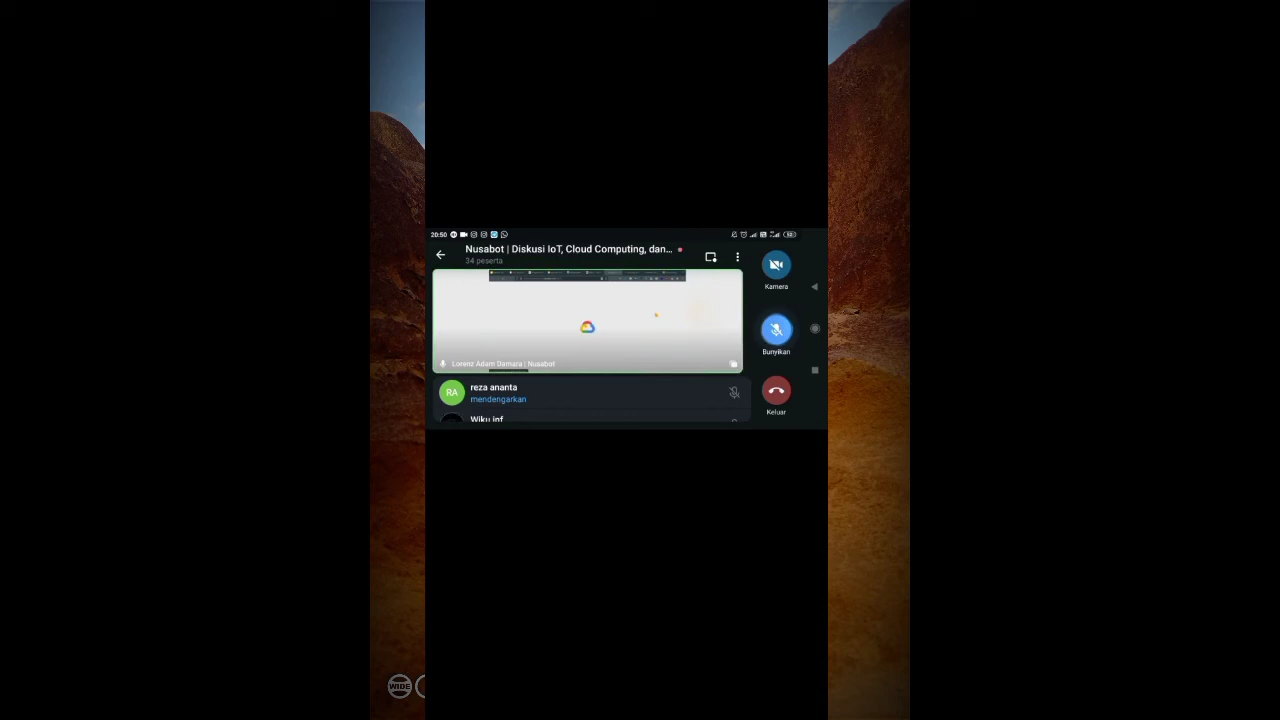 20:50
Nusabot | Diskusi IoT, Cloud Computing, dan...
34 peserta
Kamera
Lorenz Adam Damara | Nusabot
Bunyikan
RA
reza ananta
mendengarkan
Keluar
Wiku inf
WIDE